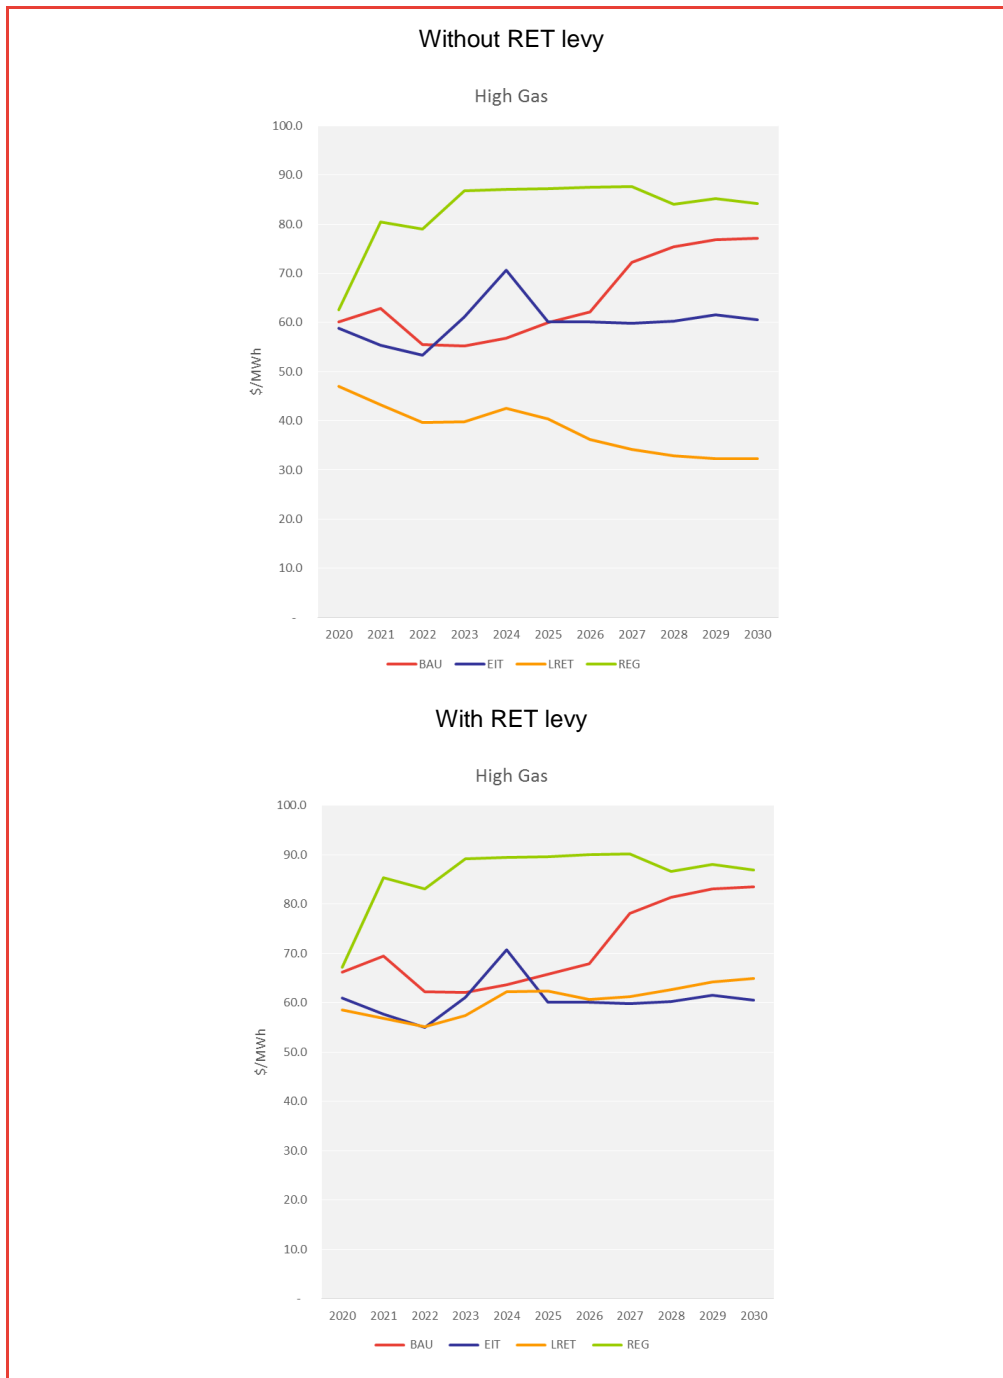 Without RET levy
High Gas
100.0
90.0
80.0
70.0
60.0
50.0
40.0
30.0
20.0
10.0
-
$/MWh
2020 2021 2022 2023 2024 2025 2026 2027 2028 2029 2030
BAU EIT LRET REG
With RET levy
High Gas
100.0
90.0
80.0
70.0
60.0
50.0
40.0
30.0
20.0
10.0
-
$/MWh
2020 2021 2022 2023 2024 2025 2026 2027 2028 2029 2030
BAU EIT LRET REG